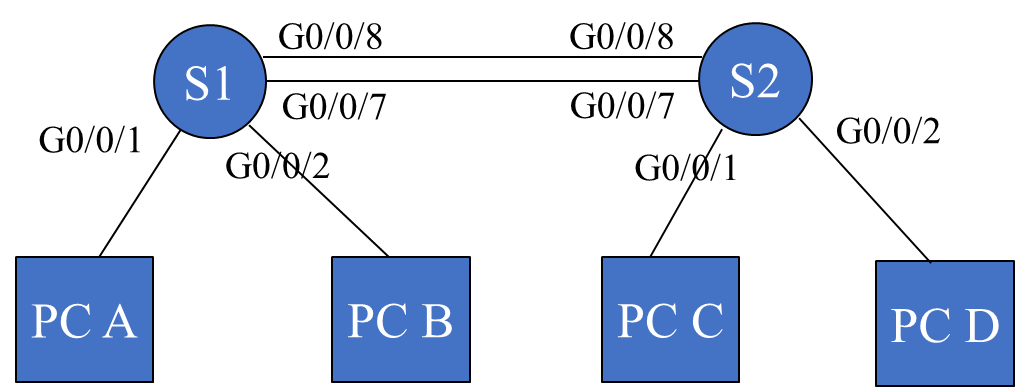 G0/0/8
G0/0/8
S1
S2
G0/0/7
G0/0/7
G0/0/1
G0/0/2
G0/0/2
G0/0/1
PC A
PC B
PC C
PC D